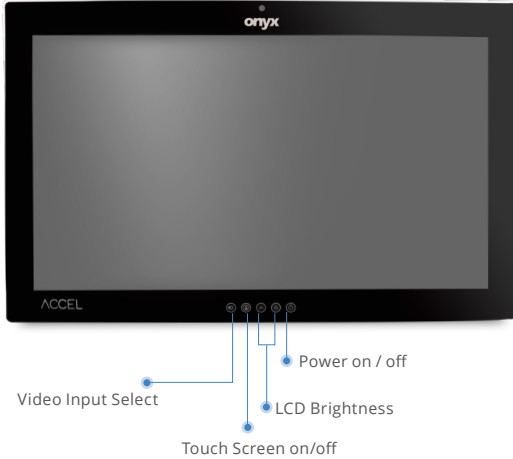 onyx
ACCEL
Power on / off
LCD Brightness
Video Input Select
Touch Screen on/off